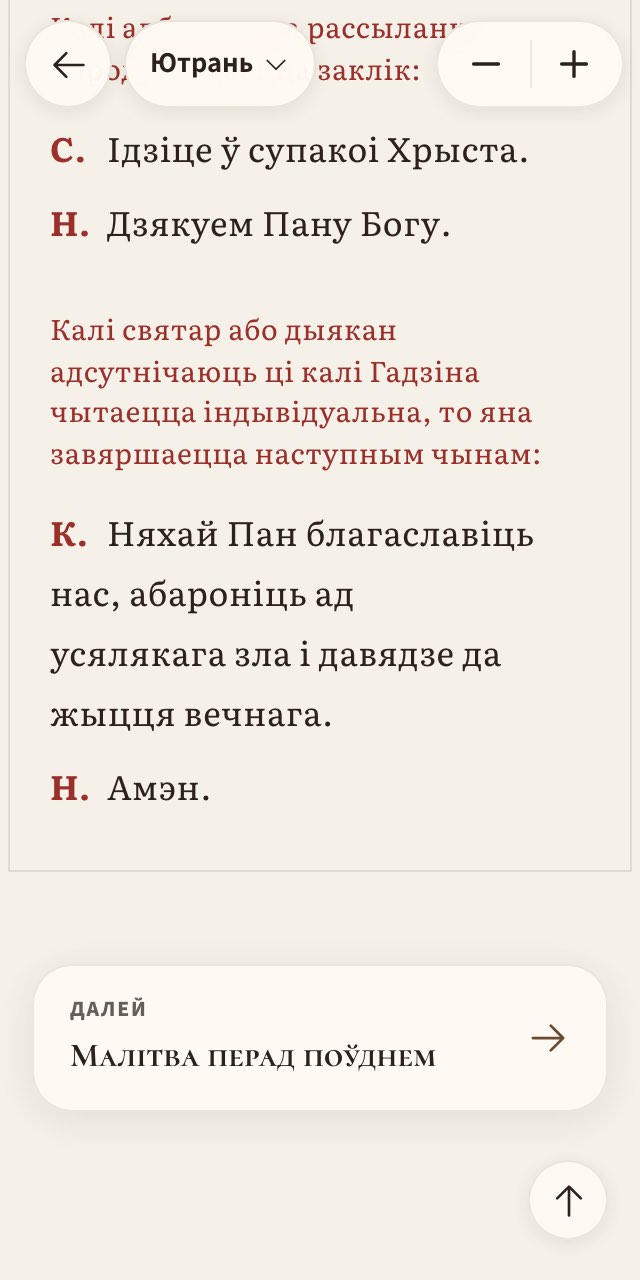 рассылан
Ютрань
заклік:
С. Ідзіце ў супакоі Хрыста.
Н. Дзякуем Пану Богу.
Калі святар або дыякан
адсутнічаюць ці калі Гадзіна
чытаецца індывідуальна, то яна
завяршаецца наступным чынам:
К. Няхай Пан благаславіць
нас, абароніць ад
усялякага зла і давядзе да
жыцця вечнага.
Н. Амэн.
ДАЛЕЙ
Малітва перад поўднем